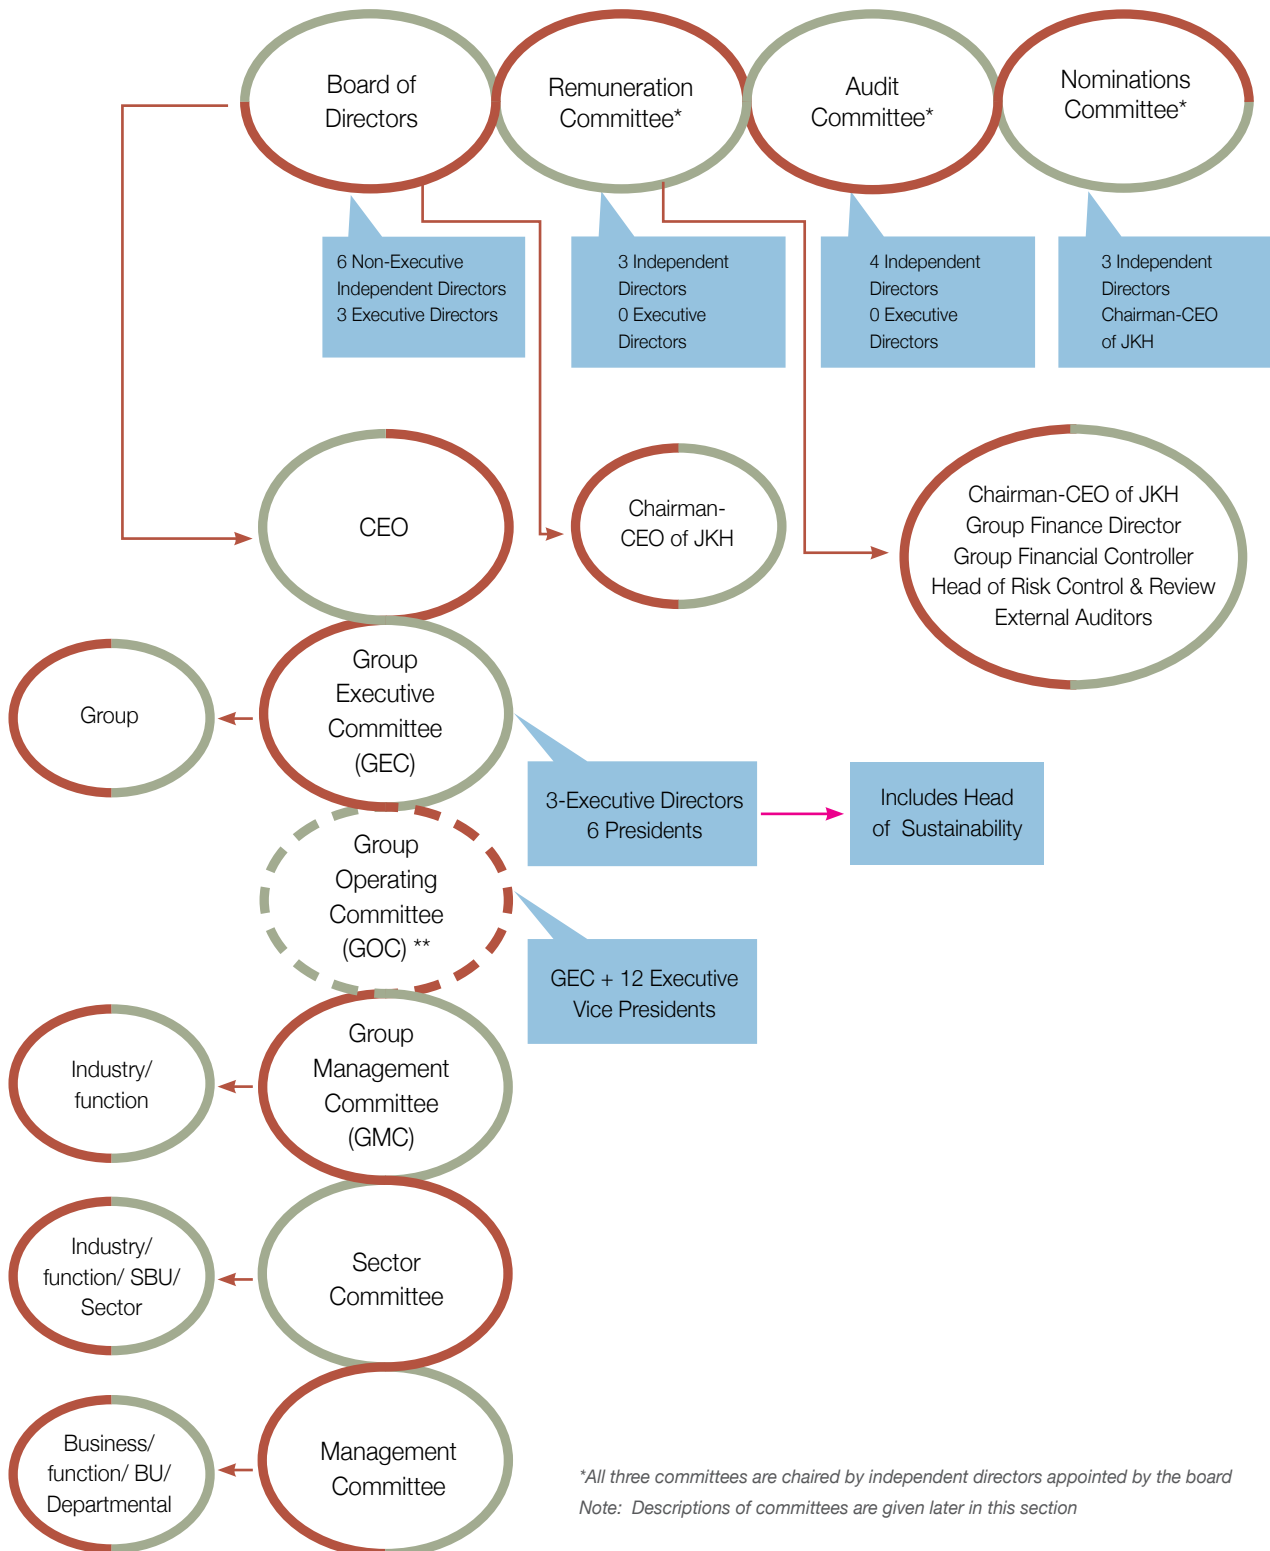 Board of
Directors
Remuneration
Committee*
Audit
Committee*
Nominations
Committee*
6 Non-Executive
Independent Directors
3 Executive Directors
3 Independent
Directors
0 Executive
Directors
4 Independent
Directors
0 Executive
Directors
3 Independent
Directors
Chairman-CEO
of JKH
CEO
Chairman-
CEO of JKH
Chairman-CEO of JKH
Group Finance Director
Group Financial Controller
Head of Risk Control & Review
External Auditors
Group
Group
Executive
Committee
(GEC)
3-Executive Directors
6 Presidents
Includes Head
of Sustainability
Group
Operating
Committee
(GOC) **
GEC + 12 Executive
Vice Presidents
Industry/
function
Group
Management
Committee
(GMC)
Industry/
function/ SBU/
Sector
Sector
Committee
Business/
function/ BU/
Departmental
Management
Committee
*All three committees are chaired by independent directors appointed by the board
Note: Descriptions of committees are given later in this section